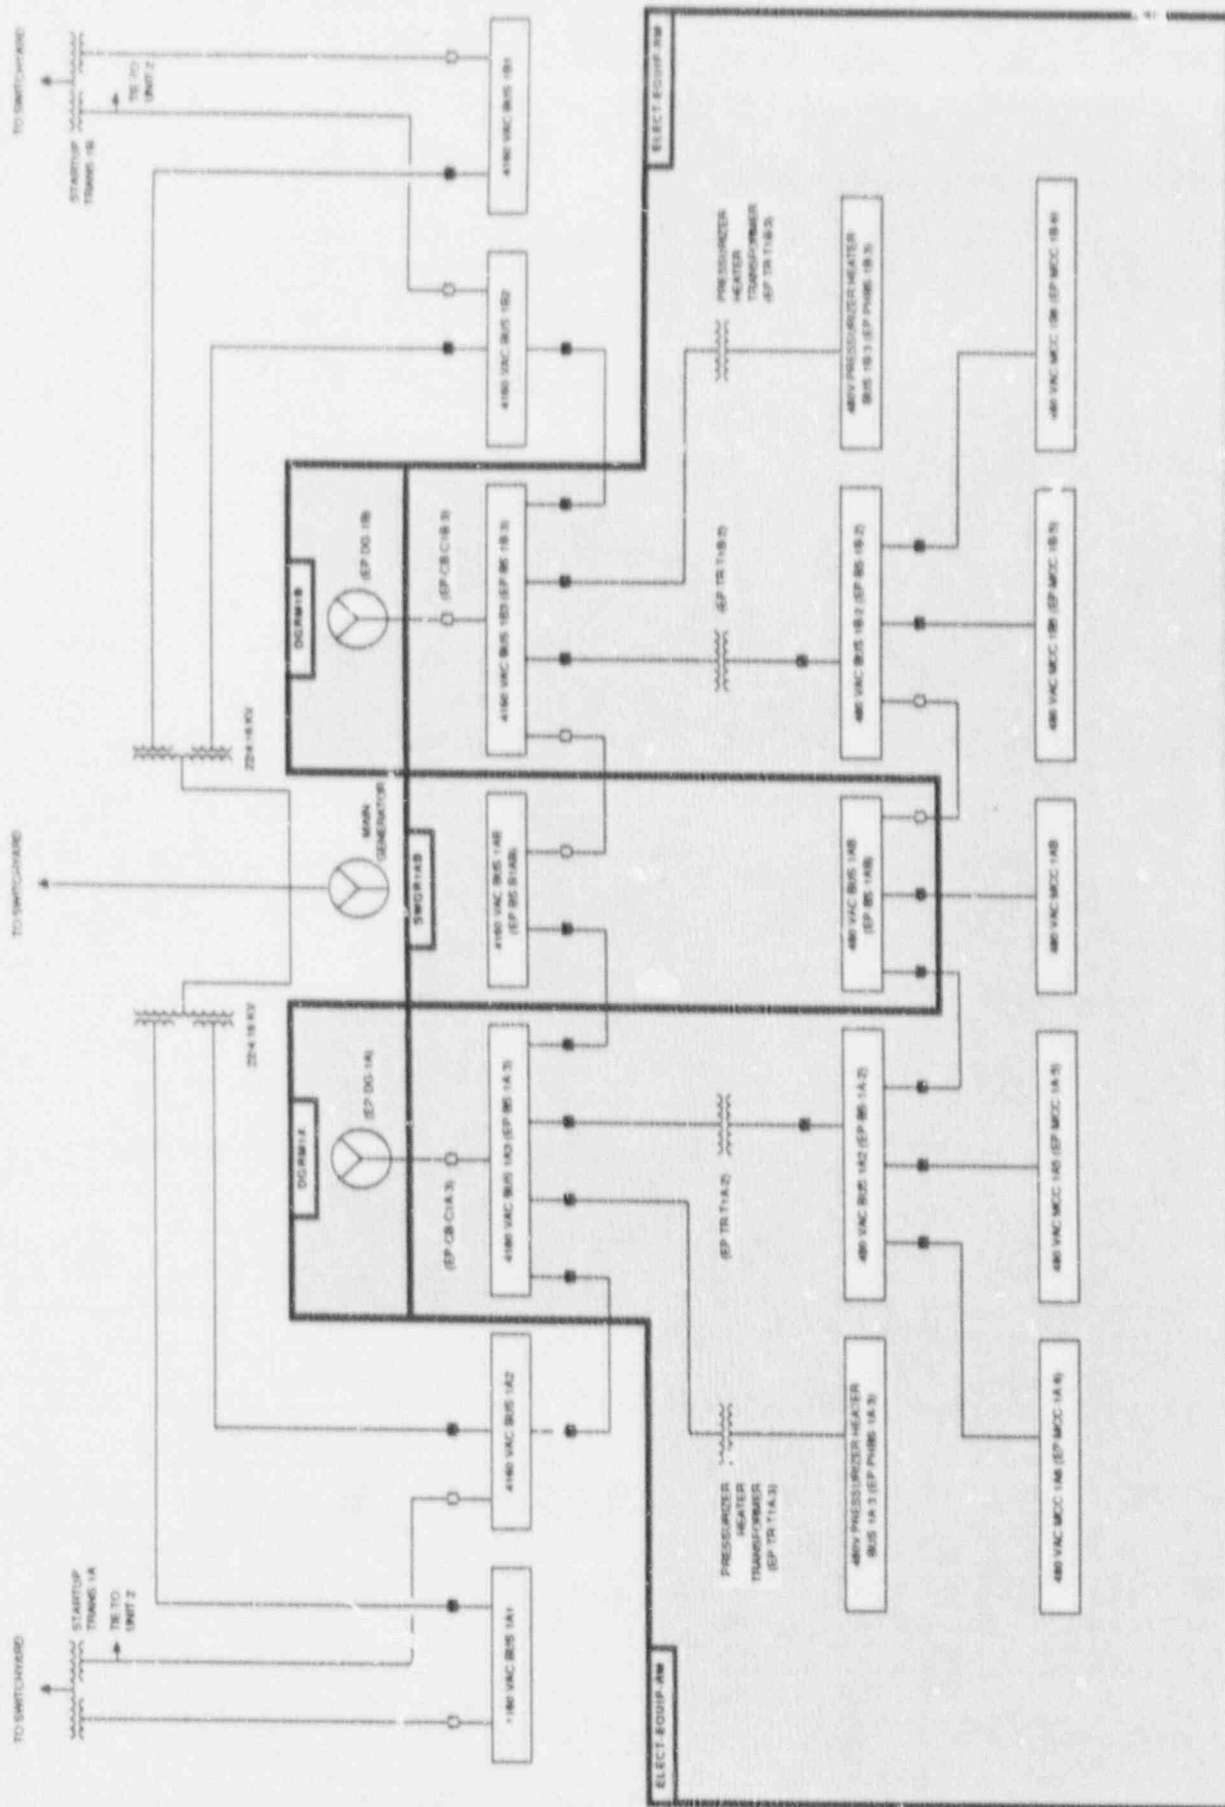 TO SWITCHYARD
STARTUP
TRANS 1A
TIE TO
UNIT 2
TO SWITCHYARD
TO SWITCHYARD
STARTUP
TRANS 1B
TIE TO
UNIT 2
22/4.16 KV
22/4.16 KV
MAIN
GENERATOR
DGRM1A
(EP DG-1A)
DGRM1B
(EP DG-1B)
SWGR1AB
(EP CB C1A-3)
(EP CB C1B-3)
4160 VAC BUS 1A1
4160 VAC BUS 1A2
4160 VAC BUS 1A3 (EP BS 1A-3)
4160 VAC BUS 1AB
(EP BS B1AB)
4160 VAC BUS 1B3 (EP BS 1B-3)
4160 VAC BUS 1B2
4160 VAC BUS 1B1
ELECT-EQUIP-RM
ELECT-EQUIP-RM
PRESSURIZER
HEATER
TRANSFORMER
(EP TR T1A-3)
(EP TR T1A-2)
(EP TR T1B-2)
PRESSURIZER
HEATER
TRANSFORMER
(EP TR T1B-3)
480V PRESSURIZER HEATER
BUS 1A-3 (EP PHBS 1A-3)
480 VAC BUS 1A2 (EP BS 1A-2)
480 VAC BUS 1AB
(EP BS 1AB)
480 VAC BUS 1B-2 (EP BS 1B-2)
480V PRESSURIZER HEATER
BUS 1B-3 (EP PHBS 1B-3)
480 VAC MCC 1A6 (EP MCC 1A-6)
480 VAC MCC 1A5 (EP MCC 1A-5)
480 VAC MCC 1AB
480 VAC MCC 1B5 (EP MCC 1B-5)
480 VAC MCC 1B6 (EP MCC 1B-6)